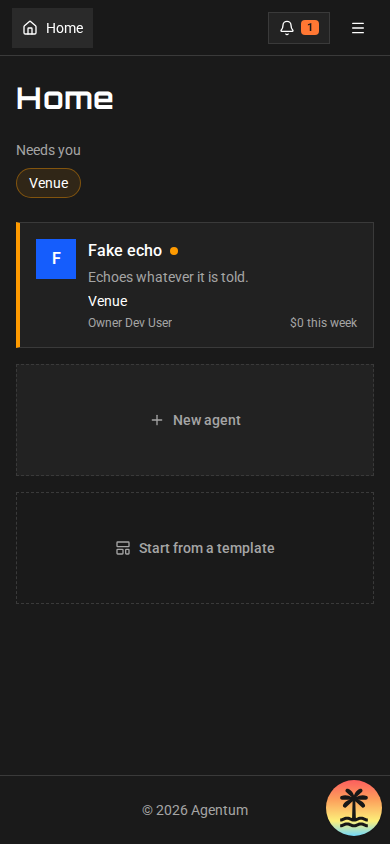 Home
1
Home
Needs you
Venue
F
Fake echo
Echoes whatever it is told.
Venue
Owner Dev User
$0 this week
New agent
Start from a template
© 2026 Agentum